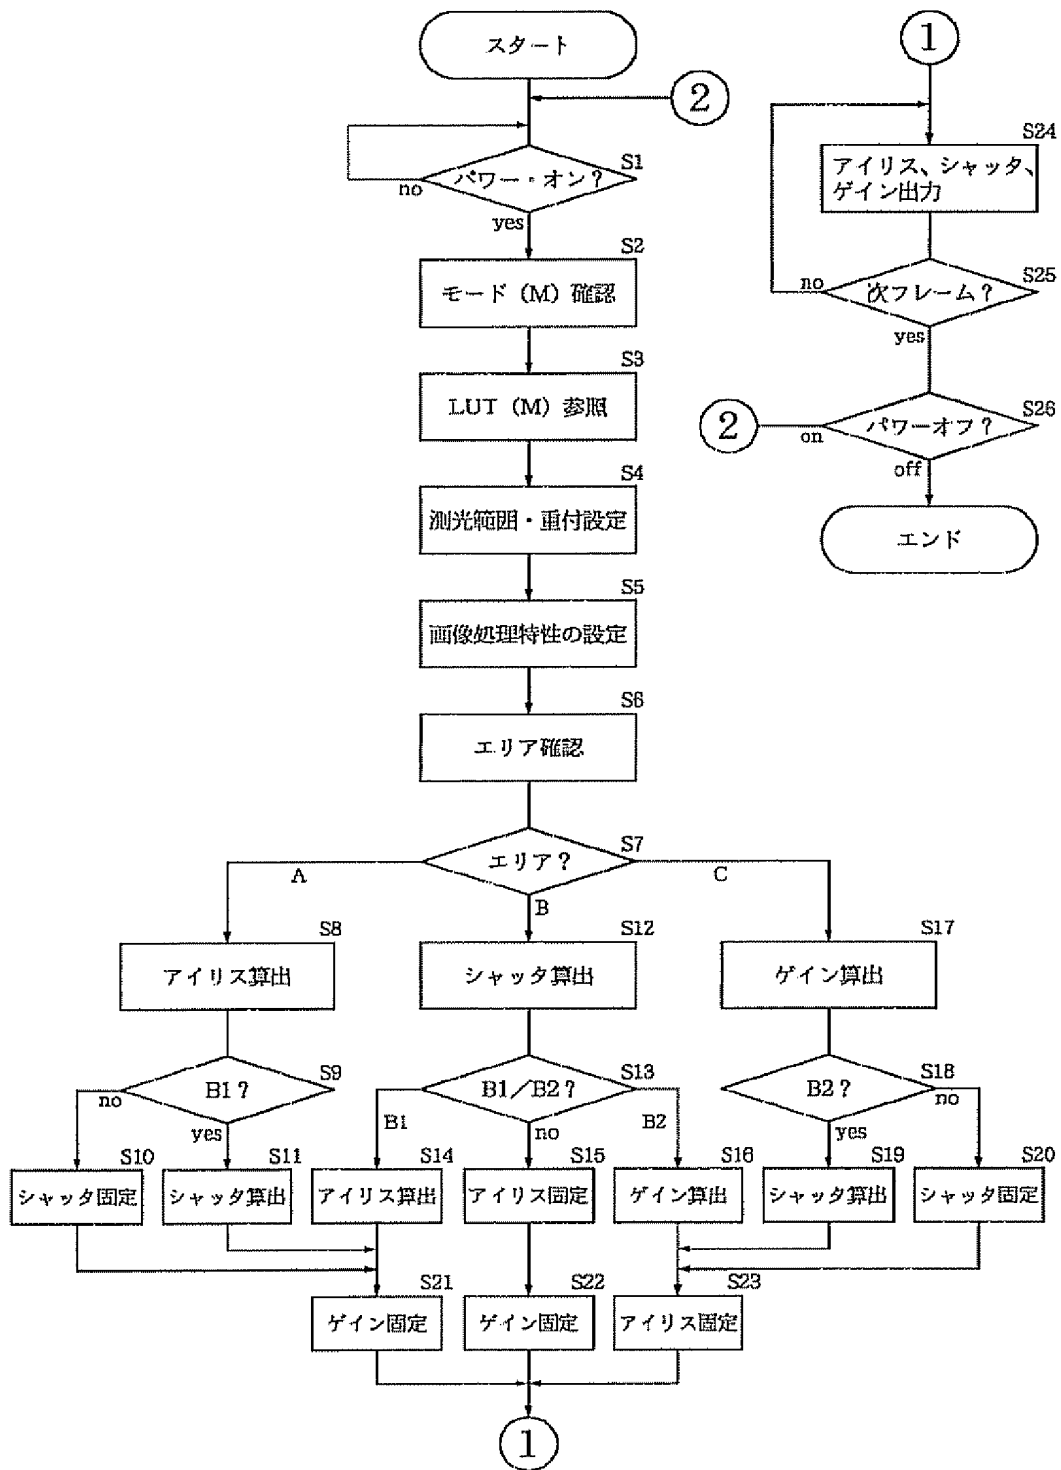 スタート
2
S1
パワー・オン?
no
yes
S2
モード (M) 確認
S3
LUT (M) 参照
S4
測光範囲・重付設定
S5
画像処理特性の設定
S6
エリア確認
S7
エリア?
A
B
C
S8
アイリス算出
S12
シャッタ算出
S17
ゲイン算出
S9
B1?
no
yes
S13
B1/B2?
B1
no
B2
S18
B2?
yes
no
S10
シャッタ固定
S11
シャッタ算出
S14
アイリス算出
S15
アイリス固定
S16
ゲイン算出
S19
シャッタ算出
S20
シャッタ固定
S21
ゲイン固定
S22
ゲイン固定
S23
アイリス固定
1
1
S24
アイリス、シャッタ、
ゲイン出力
S25
次フレーム?
no
yes
S26
パワーオフ?
2
on
off
エンド